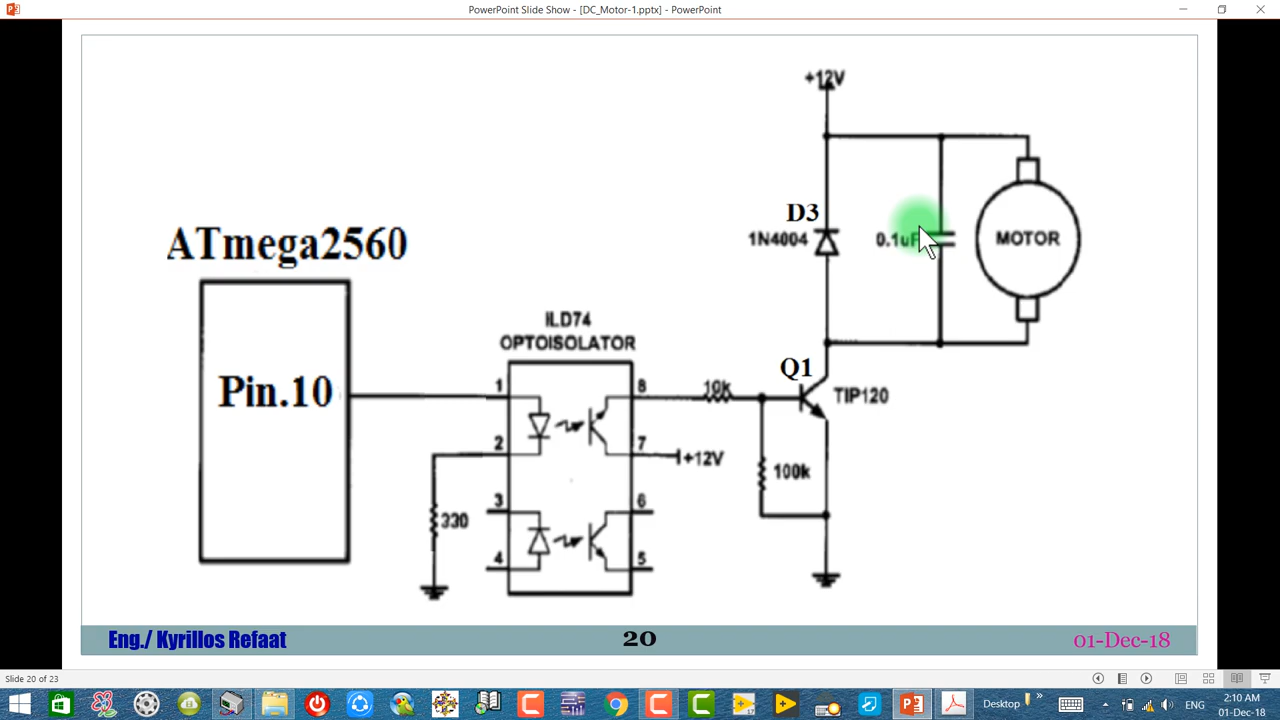 PowerPoint Slide Show - [DC_Motor-1.pptx] - PowerPoint
+12V
D3
1N4004
0.1uF
MOTOR
ATmega2560
Pin.10
ILD74
OPTOISOLATOR
1
2
3
4
8
7
6
5
330
10k
+12V
100k
Q1
TIP120
Eng./ Kyrillos Refaat
20
01-Dec-18
Slide 20 of 23
Desktop
ENG
2:10 AM
01-Dec-18